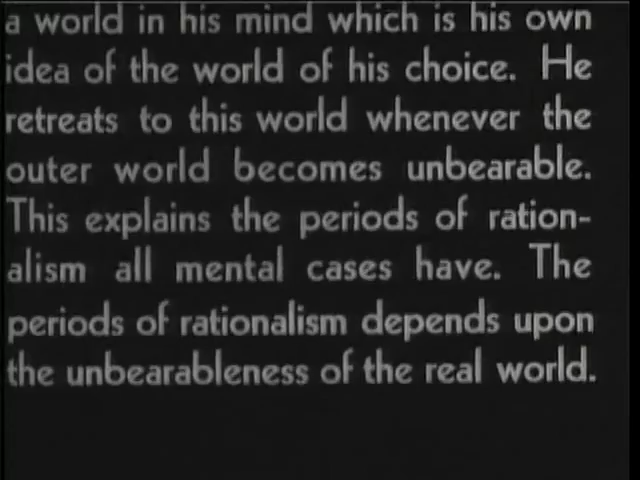 a world in his mind which is his own
idea of the world of his choice. He
retreats to this world whenever the
outer world becomes unbearable.
This explains the periods of ration-
alism all mental cases have. The
periods of rationalism depends upon
the unbearableness of the real world.